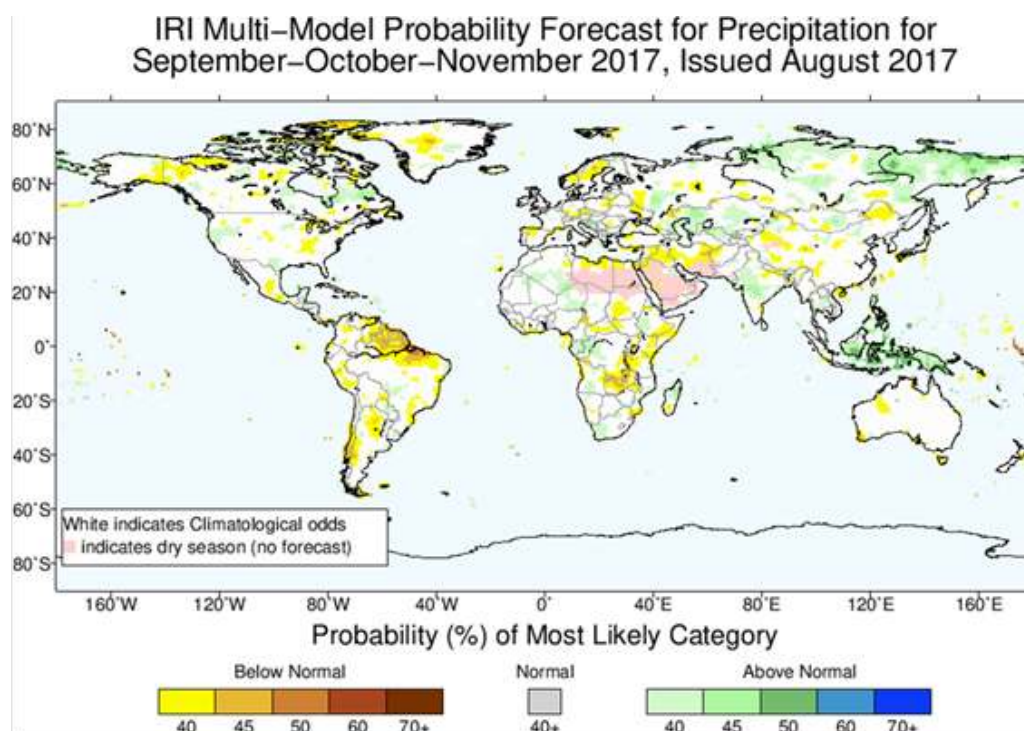 IRI Multi-Model Probability Forecast for Precipitation for
September-October-November 2017, Issued August 2017
80°N
60°N
40°N
20°N
0°
20°S
40°S
60°S
80°S
White indicates Climatological odds
indicates dry season (no forecast)
160°W 120°W 80°W 40°W 0° 40°E 80°E 120°E 160°E
Probability (%) of Most Likely Category
Below Normal Normal Above Normal
40 45 50 60 70+ 40+ 40 45 50 60 70+